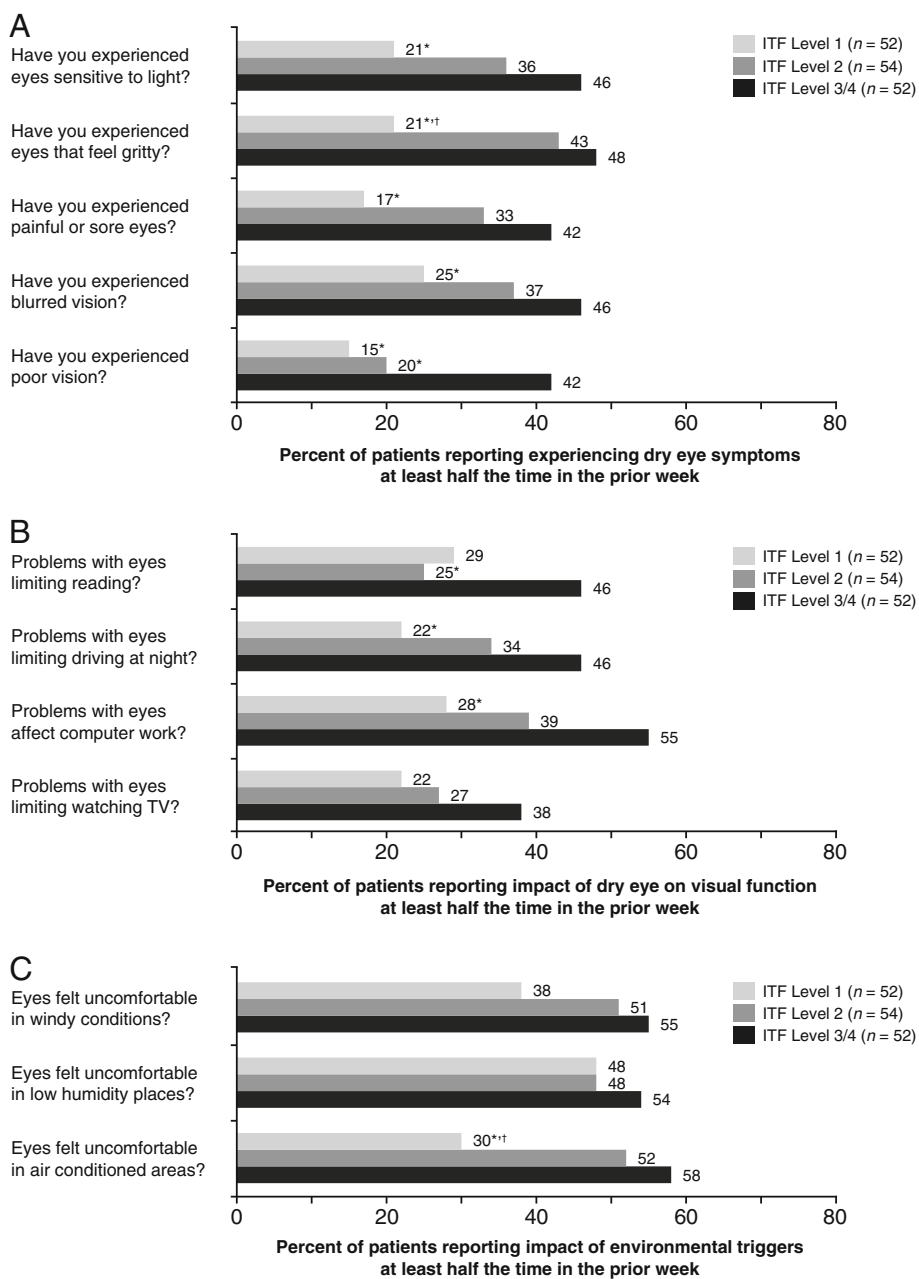 A
Have you experienced
eyes sensitive to light?
21*
36
46
Have you experienced
eyes that feel gritty?
21*,†
43
48
Have you experienced
painful or sore eyes?
17*
33
42
Have you experienced
blurred vision?
25*
37
46
Have you experienced
poor vision?
15*
20*
42
ITF Level 1 (n = 52)
ITF Level 2 (n = 54)
ITF Level 3/4 (n = 52)
0 20 40 60 80
Percent of patients reporting experiencing dry eye symptoms
at least half the time in the prior week
B
Problems with eyes
limiting reading?
29
25*
46
Problems with eyes
limiting driving at night?
22*
34
46
Problems with eyes
affect computer work?
28*
39
55
Problems with eyes
limiting watching TV?
22
27
38
ITF Level 1 (n = 52)
ITF Level 2 (n = 54)
ITF Level 3/4 (n = 52)
0 20 40 60 80
Percent of patients reporting impact of dry eye on visual function
at least half the time in the prior week
C
Eyes felt uncomfortable
in windy conditions?
38
51
55
Eyes felt uncomfortable
in low humidity places?
48
48
54
Eyes felt uncomfortable
in air conditioned areas?
30*,†
52
58
ITF Level 1 (n = 52)
ITF Level 2 (n = 54)
ITF Level 3/4 (n = 52)
0 20 40 60 80
Percent of patients reporting impact of environmental triggers
at least half the time in the prior week